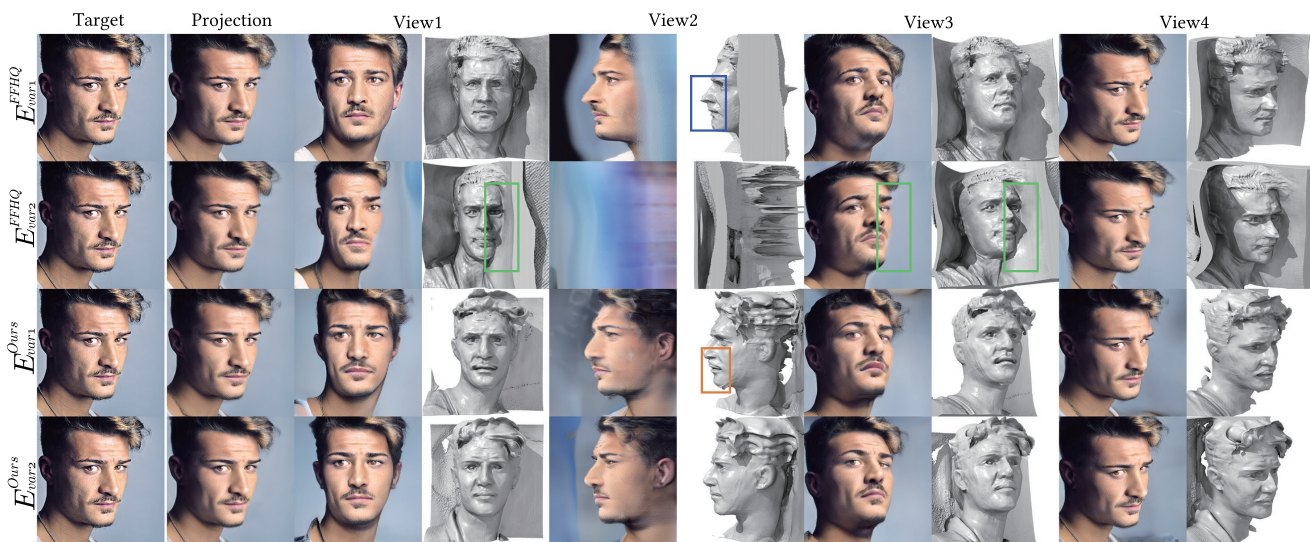 Target Projection View1 View2 View3 View4
E^{FFHQ}_{var1}
E^{FFHQ}_{var2}
E^{Ours}_{var1}
E^{Ours}_{var2}